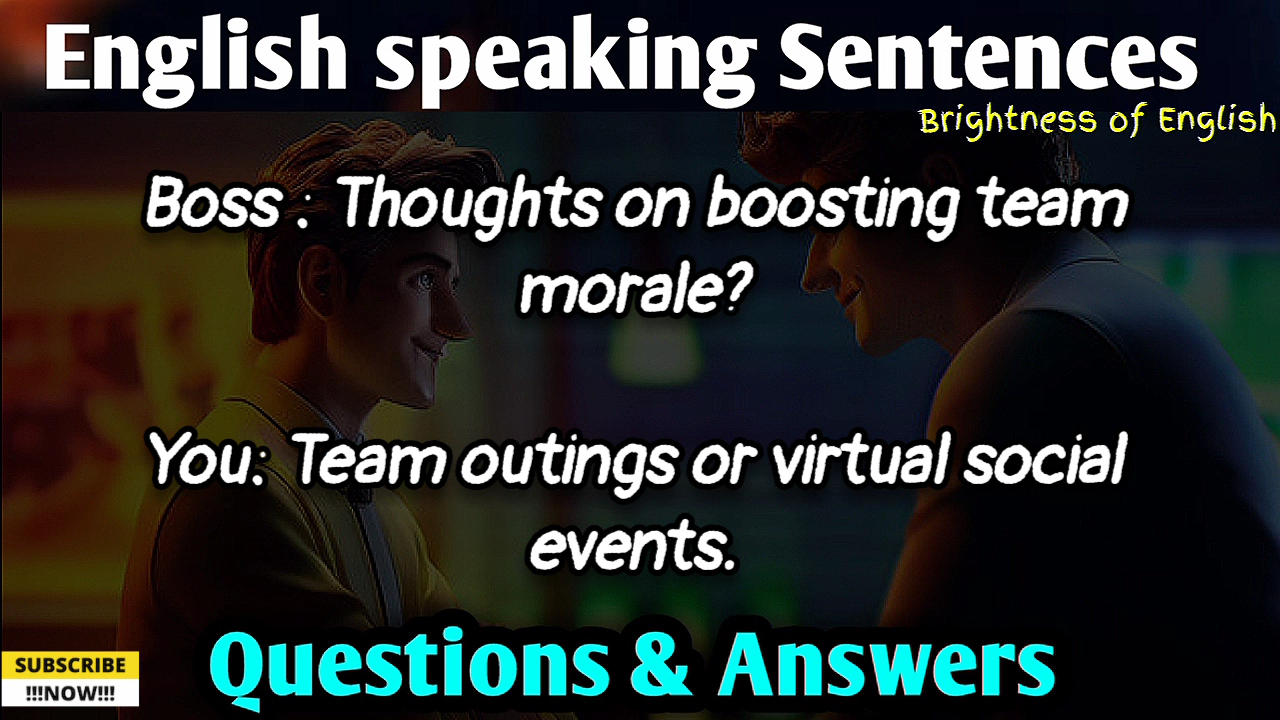 English speaking Sentences
Brightness of English
Boss : Thoughts on boosting team
morale?
You: Team outings or virtual social
events.
Questions & Answers
SUBSCRIBE
!!!NOW!!!